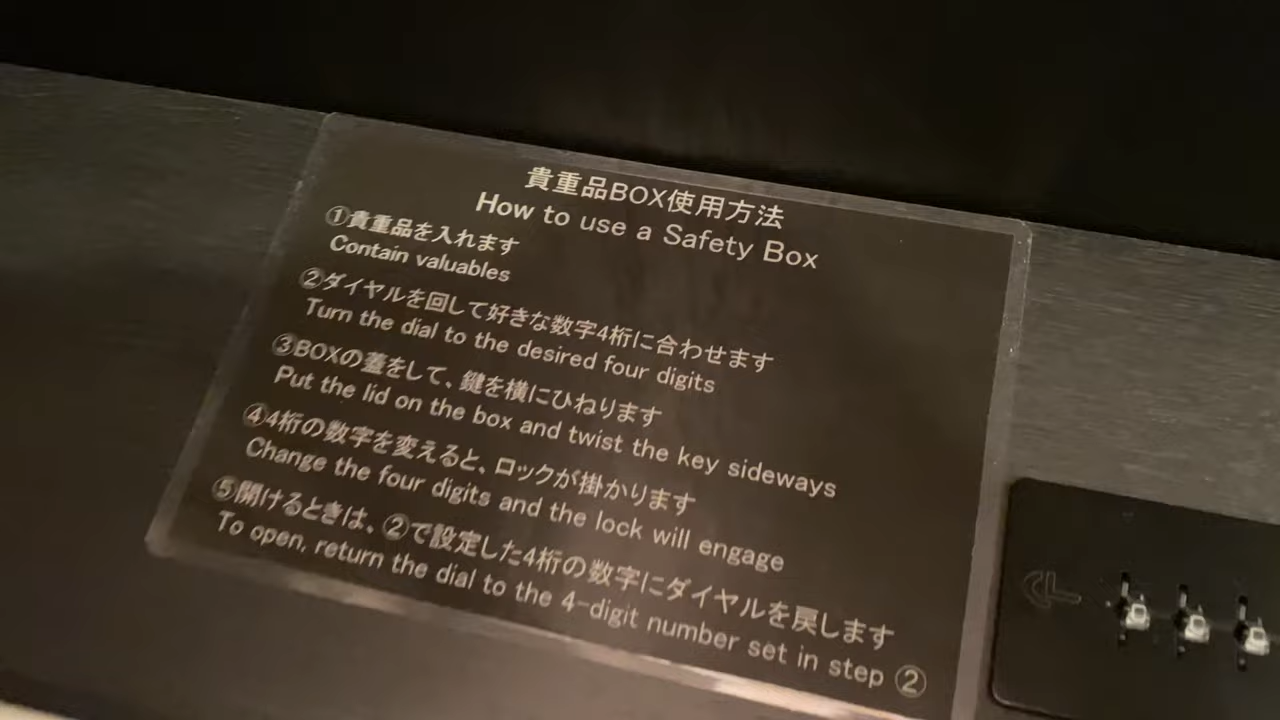 貴重品BOX使用方法
How to use a Safety Box
①貴重品を入れます
Contain valuables
②ダイヤルを回して好きな数字4桁に合わせます
Turn the dial to the desired four digits
③BOXの蓋をして、鍵を横にひねります
Put the lid on the box and twist the key sideways
④4桁の数字を変えると、ロックが掛かります
Change the four digits and the lock will engage
⑤開けるときは、②で設定した4桁の数字にダイヤルを戻します
To open, return the dial to the 4-digit number set in step ②